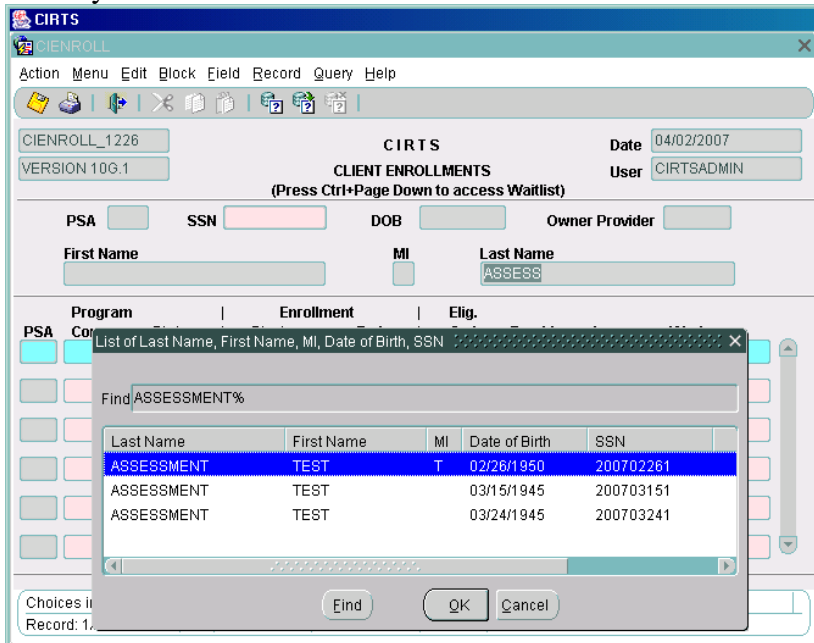 CIRTS
CIENROLL
Action Menu Edit Block Field Record Query Help
CIENROLL_1226 CIRTS Date 04/02/2007
VERSION 10G.1 CLIENT ENROLLMENTS User CIRTSADMIN
(Press Ctrl+Page Down to access Waitlist)
PSA SSN DOB Owner Provider
First Name MI Last Name
ASSESS
Program | Enrollment | Elig.
PSA
List of Last Name, First Name, MI, Date of Birth, SSN
Find ASSESSMENT%
Last Name First Name MI Date of Birth SSN
ASSESSMENT TEST T 02/26/1950 200702261
ASSESSMENT TEST 03/15/1945 200703151
ASSESSMENT TEST 03/24/1945 200703241
Find OK Cancel
Choices
Record: 1